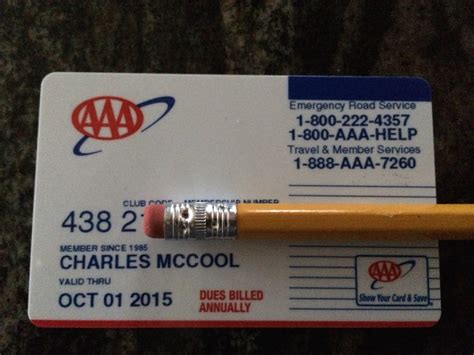 AAA
Emergency Road Service
1-800-222-4357
1-800-AAA-HELP
Travel & Member Services
1-888-AAA-7260
CLUB CODE MEMBERSHIP NUMBER
438 2
MEMBER SINCE 1985
CHARLES MCCOOL
VALID THRU
OCT 01 2015
DUES BILLED
ANNUALLY
AAA
Show Your Card & Save